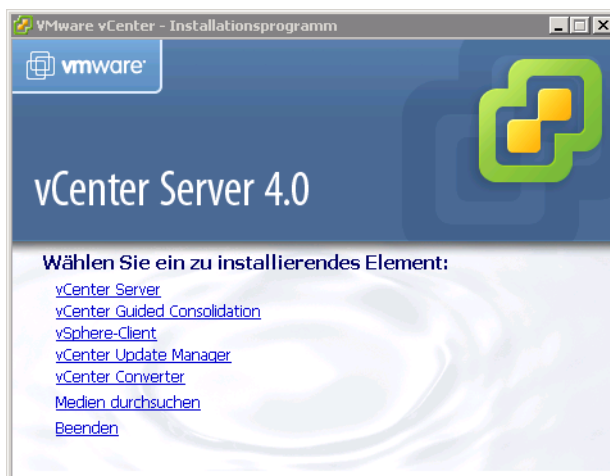 VMware vCenter - Installationsprogramm
vmware
vCenter Server 4.0
Wählen Sie ein zu installierendes Element:
vCenter Server
vCenter Guided Consolidation
vSphere-Client
vCenter Update Manager
vCenter Converter
Medien durchsuchen
Beenden